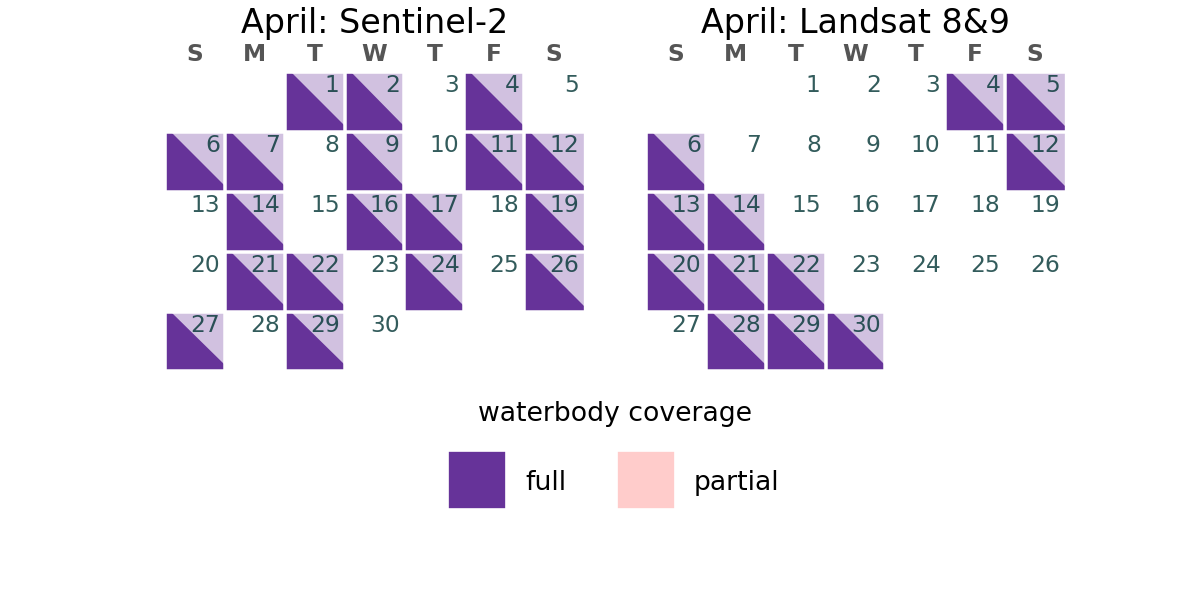 April: Sentinel-2
S M T W T F S
1 2 3 4 5
6 7 8 9 10 11 12
13 14 15 16 17 18 19
20 21 22 23 24 25 26
27 28 29 30
April: Landsat 8&9
S M T W T F S
1 2 3 4 5
6 7 8 9 10 11 12
13 14 15 16 17 18 19
20 21 22 23 24 25 26
27 28 29 30
waterbody coverage
full partial